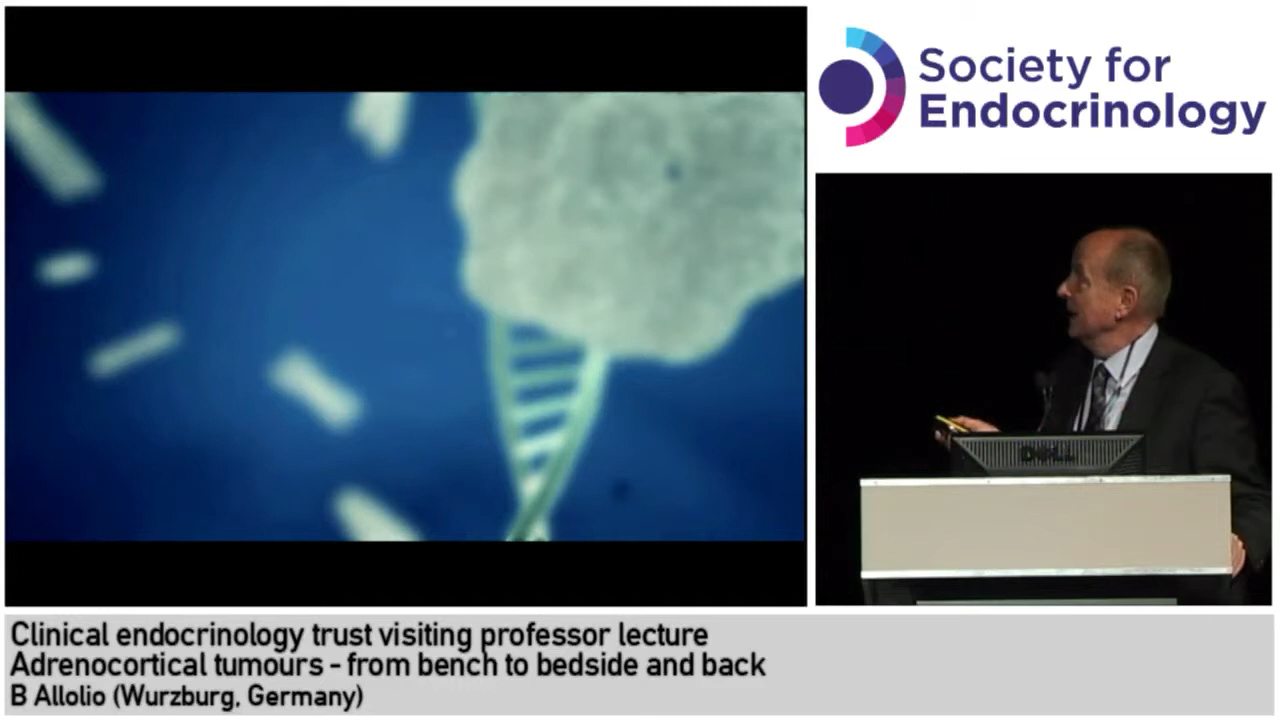 Society for
Endocrinology
DELL
Clinical endocrinology trust visiting professor lecture
Adrenocortical tumours - from bench to bedside and back
B Allolio (Wurzburg, Germany)